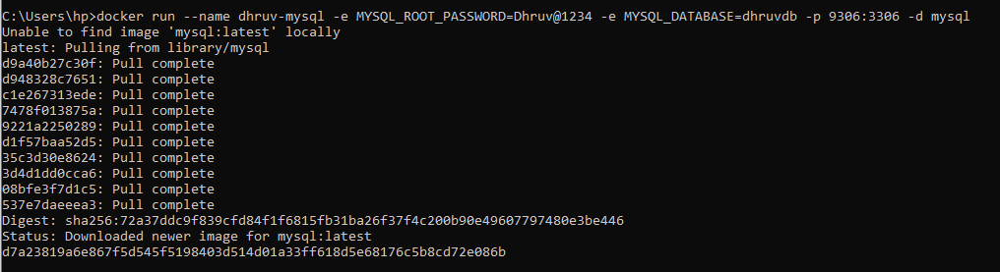 C:\Users\hp>docker run --name dhruv-mysql -e MYSQL_ROOT_PASSWORD=Dhruv@1234 -e MYSQL_DATABASE=dhruvdb -p 9306:3306 -d mysql
Unable to find image 'mysql:latest' locally
latest: Pulling from library/mysql
d9a40b27c30f: Pull complete
d948328c7651: Pull complete
c1e267313ede: Pull complete
7478f013875a: Pull complete
9221a2250289: Pull complete
d1f57baa52d5: Pull complete
35c3d30e8624: Pull complete
3d4d1dd0cca6: Pull complete
08bfe3f7d1c5: Pull complete
537e7daeeea3: Pull complete
Digest: sha256:72a37ddc9f839cfd84f1f6815fb31ba26f37f4c200b90e49607797480e3be446
Status: Downloaded newer image for mysql:latest
d7a23819a6e867f5d545f5198403d514d01a33ff618d5e68176c5b8cd72e086b